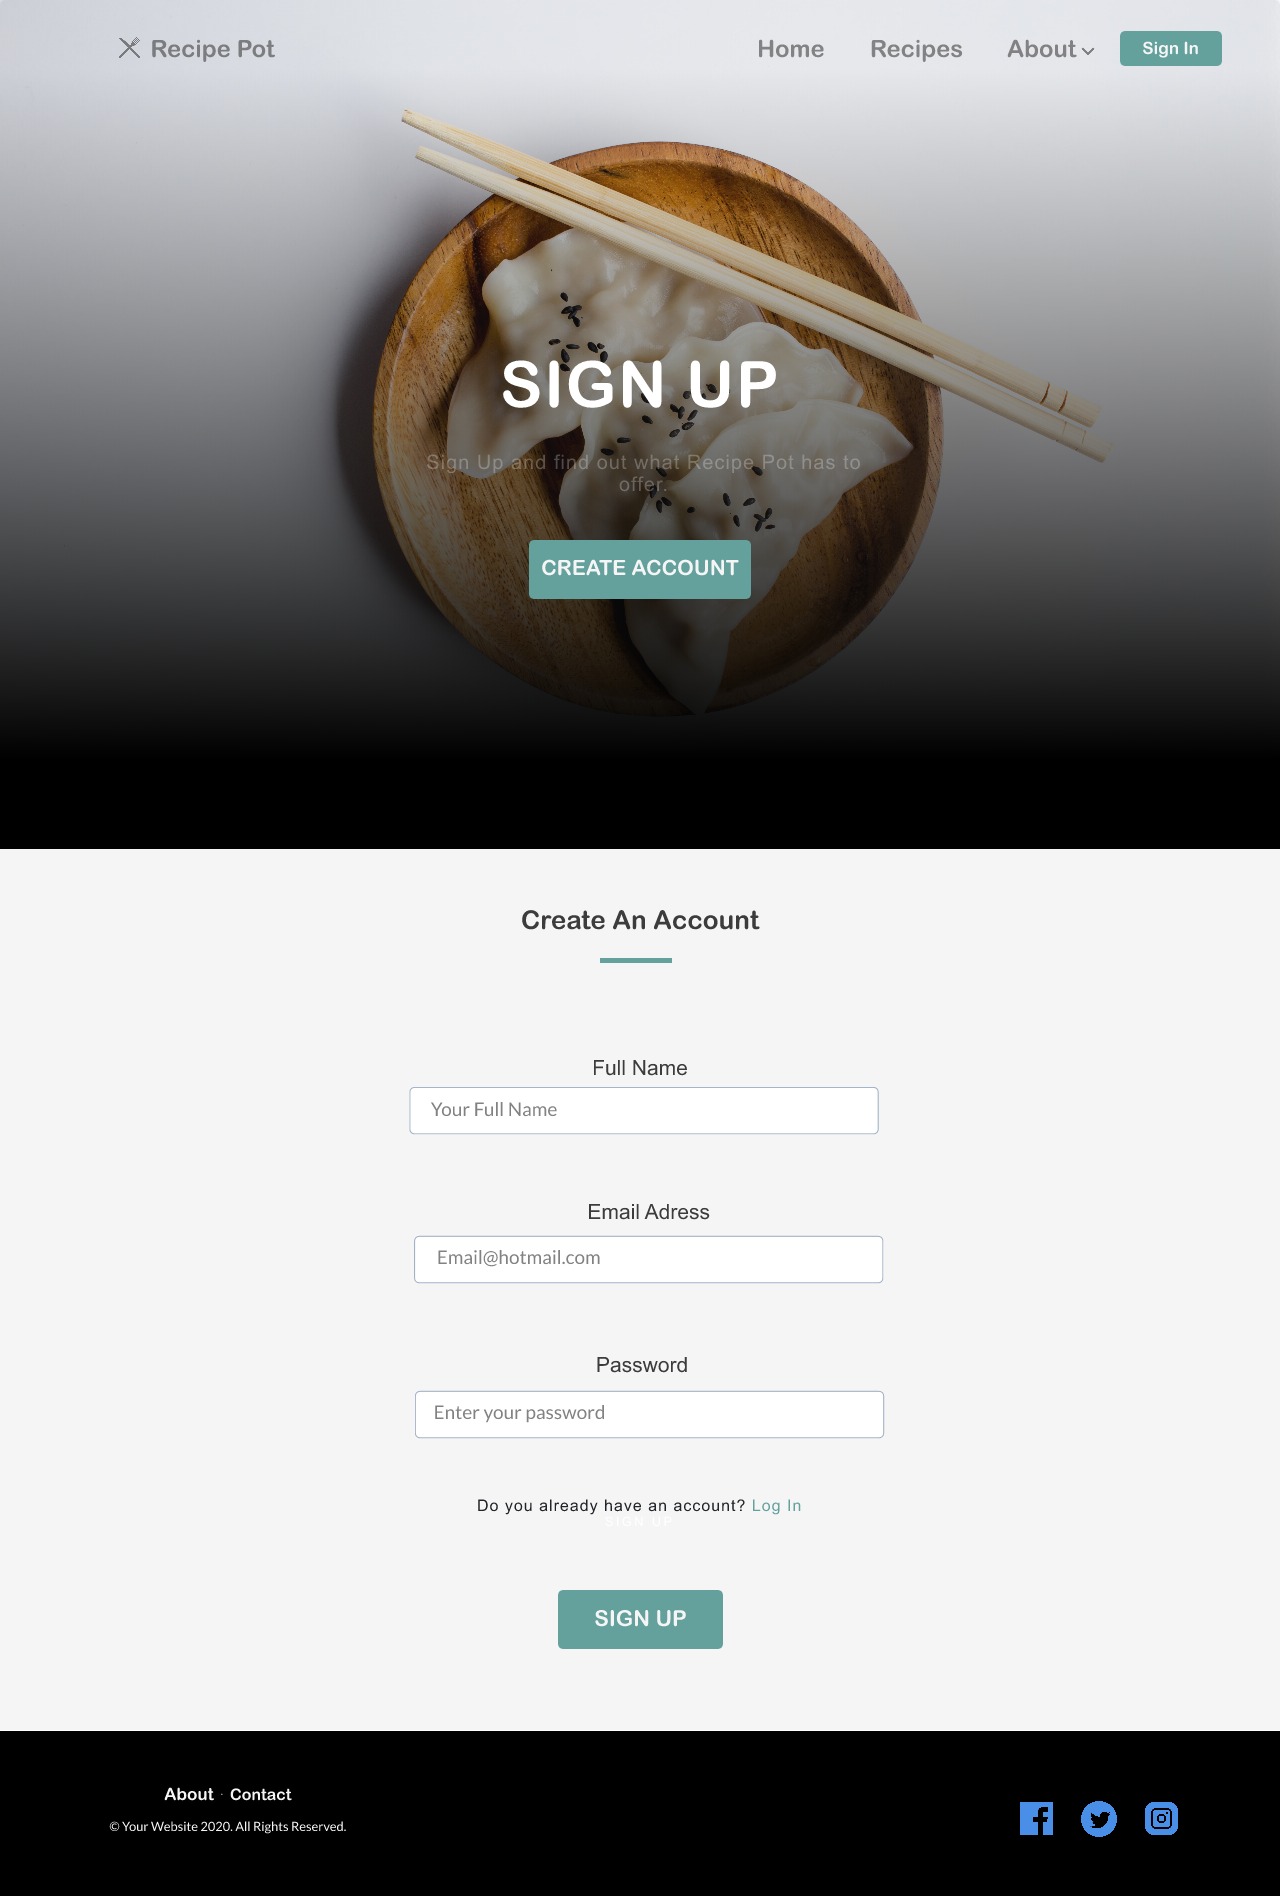 Recipe Pot
Home Recipes About Sign In
SIGN UP
Sign Up and find out what Recipe Pot has to
offer.
CREATE ACCOUNT
Create An Account
Full Name
Your Full Name
Email Adress
Email@hotmail.com
Password
Enter your password
Do you already have an account? Log In
SIGN UP
SIGN UP
About · Contact
© Your Website 2020. All Rights Reserved.